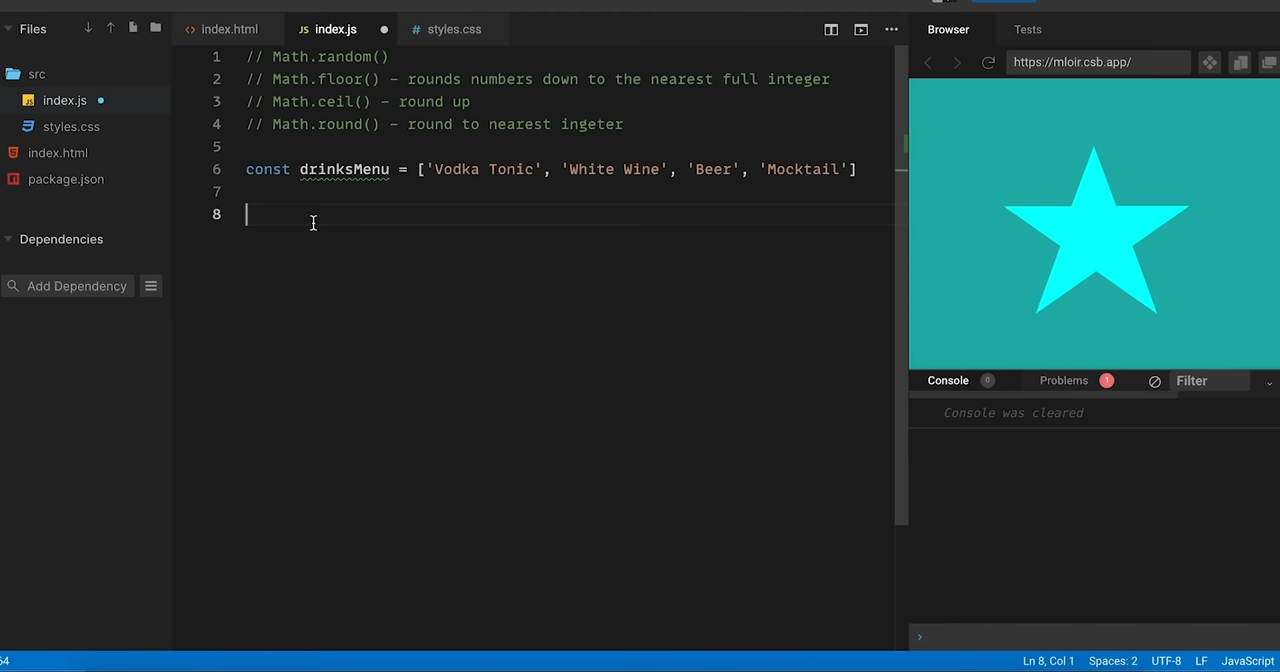 Files
src
index.js
styles.css
index.html
package.json
Dependencies
Add Dependency
<> index.html
JS index.js
# styles.css
1 // Math.random()
2 // Math.floor() – rounds numbers down to the nearest full integer
3 // Math.ceil() – round up
4 // Math.round() – round to nearest ingeter
5
6 const drinksMenu = ['Vodka Tonic', 'White Wine', 'Beer', 'Mocktail']
7
8
Browser
Tests
https://mloir.csb.app/
Console 0
Problems 1
Filter
Console was cleared
64
Ln 8, Col 1
Spaces: 2
UTF-8
LF
JavaScript